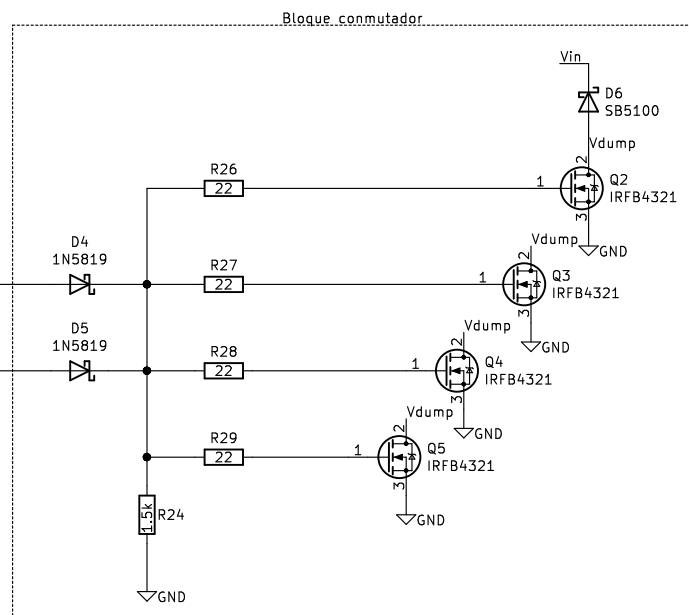 Bloque conmutador
Vin
D6
SB5100
Vdump
2
R26
22
1
Q2
IRFB4321
3
GND
D4
1N5819
R27
22
1
Vdump
2
Q3
IRFB4321
3
GND
D5
1N5819
R28
22
1
Vdump
2
Q4
IRFB4321
3
GND
R29
22
1
Vdump
2
Q5
IRFB4321
3
GND
1.5k
R24
GND